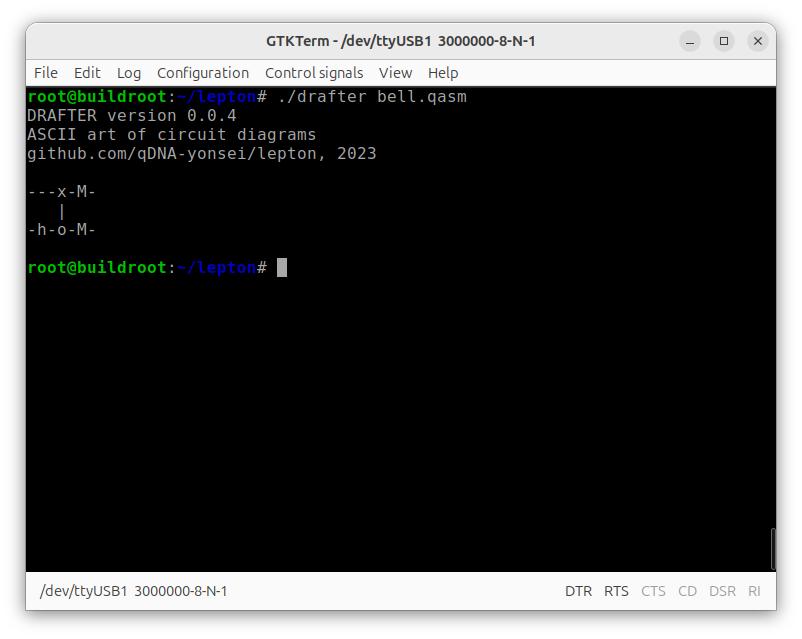 GTKTerm - /dev/ttyUSB1 3000000-8-N-1
File Edit Log Configuration Control signals View Help
root@buildroot:~/lepton# ./drafter bell.qasm
DRAFTER version 0.0.4
ASCII art of circuit diagrams
github.com/qDNA-yonsei/lepton, 2023
---x-M-
   |
-h-o-M-
root@buildroot:~/lepton#
/dev/ttyUSB1 3000000-8-N-1 DTR RTS CTS CD DSR RI